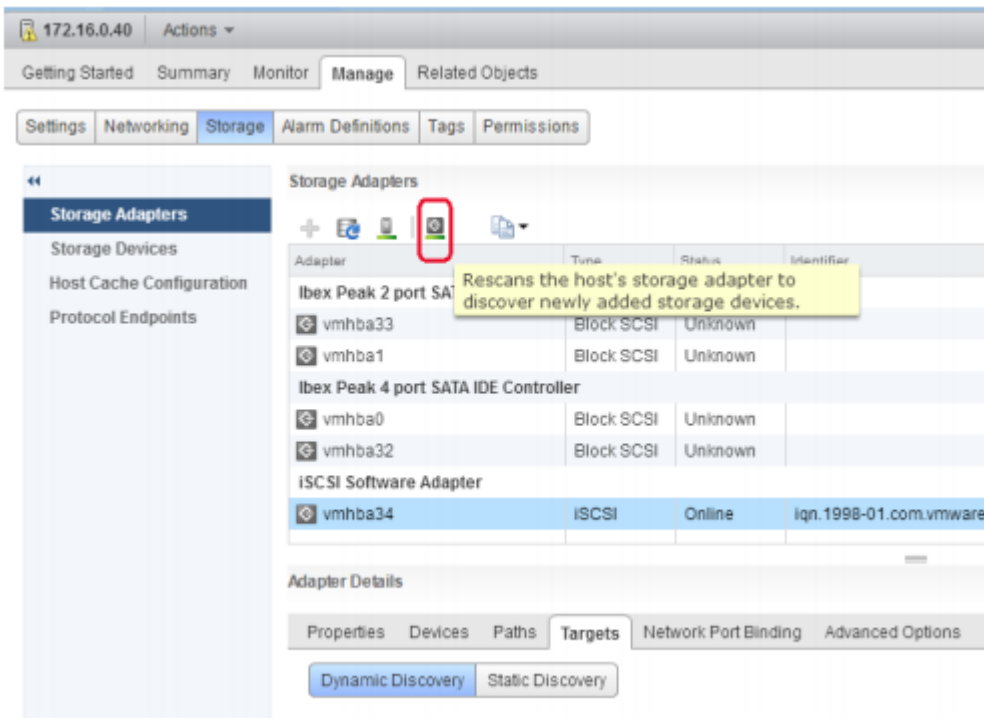 172.16.0.40 Actions
Getting Started Summary Monitor Manage Related Objects
Settings Networking Storage Alarm Definitions Tags Permissions
Storage Adapters
Storage Devices
Host Cache Configuration
Protocol Endpoints
Storage Adapters
Adapter Type Status Identifier
Rescans the host's storage adapter to
discover newly added storage devices.
Ibex Peak 2 port SAT
vmhba33 Block SCSI Unknown
vmhba1 Block SCSI Unknown
Ibex Peak 4 port SATA IDE Controller
vmhba0 Block SCSI Unknown
vmhba32 Block SCSI Unknown
iSCSI Software Adapter
vmhba34 iSCSI Online iqn.1998-01.com.vmware
Adapter Details
Properties Devices Paths Targets Network Port Binding Advanced Options
Dynamic Discovery Static Discovery